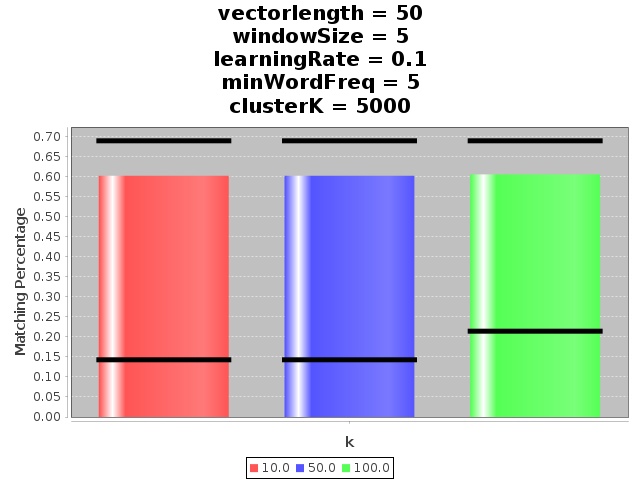 vectorlength = 50
windowSize = 5
learningRate = 0.1
minWordFreq = 5
clusterK = 5000
Matching Percentage
0.70
0.65
0.60
0.55
0.50
0.45
0.40
0.35
0.30
0.25
0.20
0.15
0.10
0.05
0.00
k
10.0 50.0 100.0